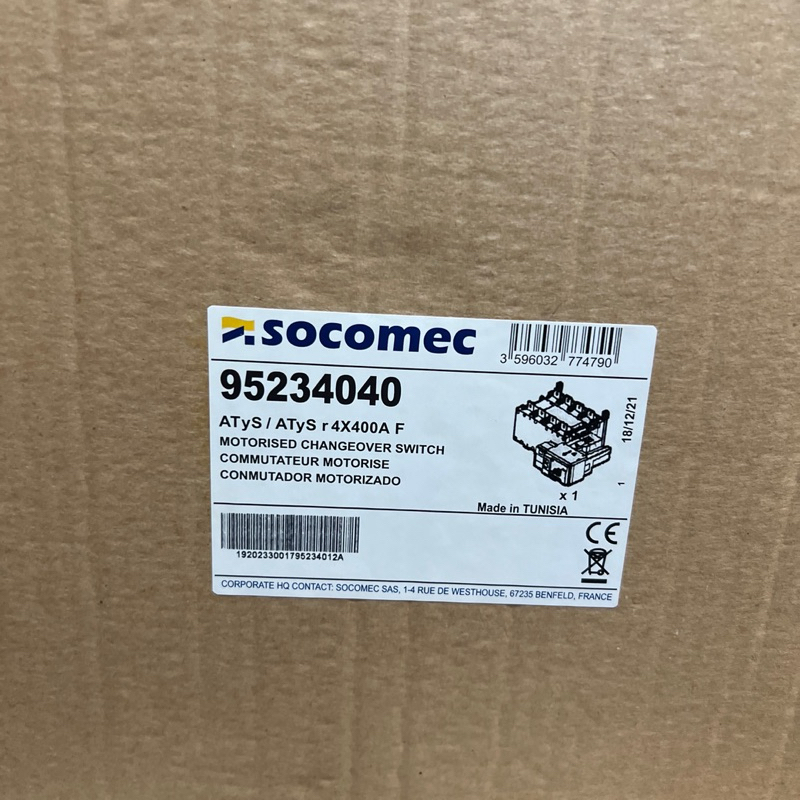 socomec
3 596032 774790
95234040
ATyS / ATyS r 4X400A F
MOTORISED CHANGEOVER SWITCH
COMMUTATEUR MOTORISE
CONMUTADOR MOTORIZADO
x 1
18/12/21
1
Made in TUNISIA
1920233001795234012A
CE
CORPORATE HQ CONTACT: SOCOMEC SAS, 1-4 RUE DE WESTHOUSE, 67235 BENFELD, FRANCE